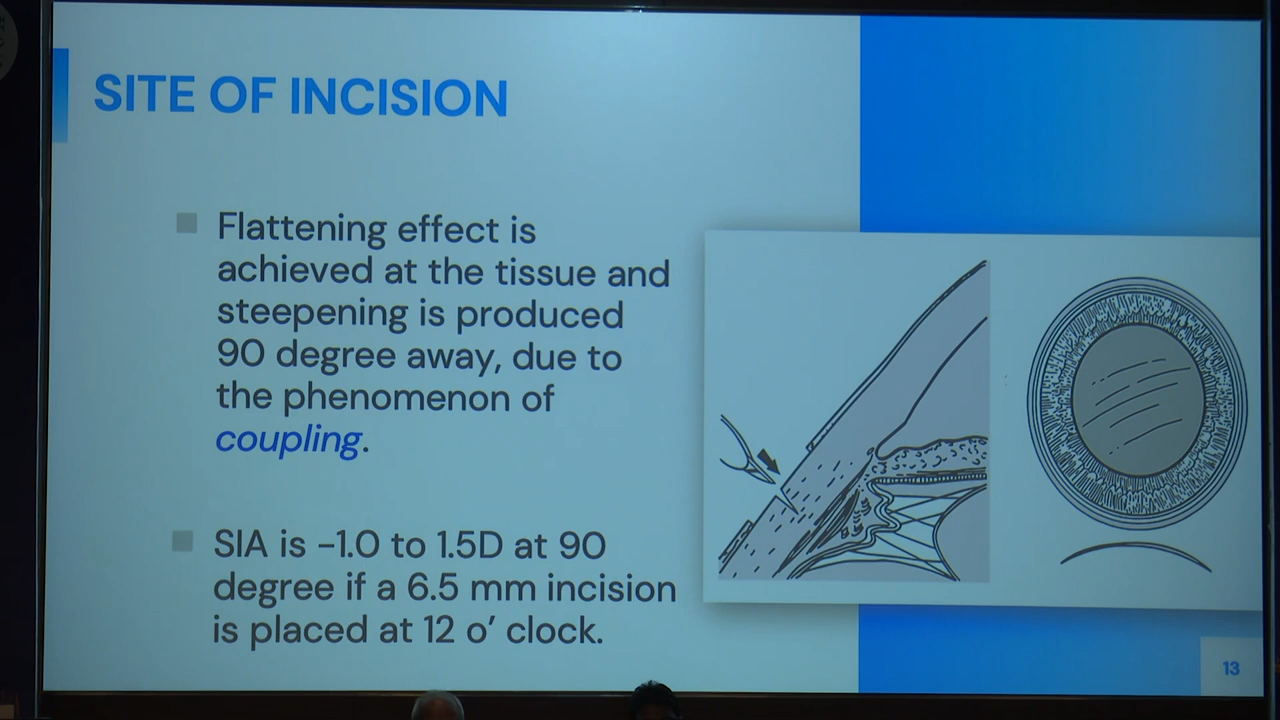 SITE OF INCISION
Flattening effect is
achieved at the tissue and
steepening is produced
90 degree away, due to
the phenomenon of
coupling.
SIA is -1.0 to 1.5D at 90
degree if a 6.5 mm incision
is placed at 12 o' clock.
13